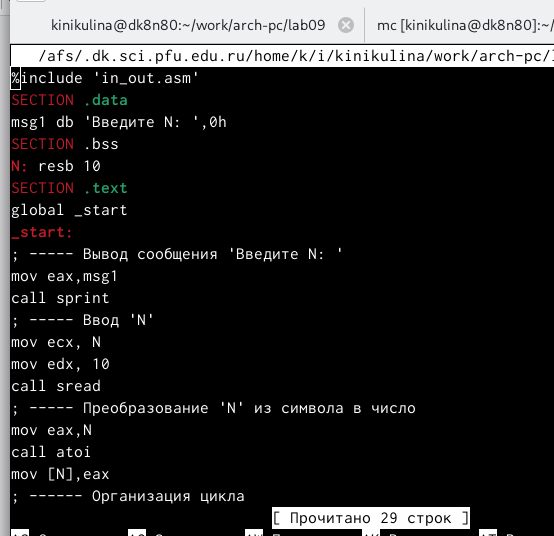 kinikulina@dk8n80:~/work/arch-pc/lab09
mc [kinikulina@dk8n80]:~
/afs/.dk.sci.pfu.edu.ru/home/k/i/kinikulina/work/arch-pc/
%include 'in_out.asm'
SECTION .data
msg1 db 'Введите N: ',0h
SECTION .bss
N: resb 10
SECTION .text
global _start
_start:
; ----- Вывод сообщения 'Введите N: '
mov eax,msg1
call sprint
; ----- Ввод 'N'
mov ecx, N
mov edx, 10
call sread
; ----- Преобразование 'N' из символа в число
mov eax,N
call atoi
mov [N],eax
; ------ Организация цикла
[ Прочитано 29 строк ]